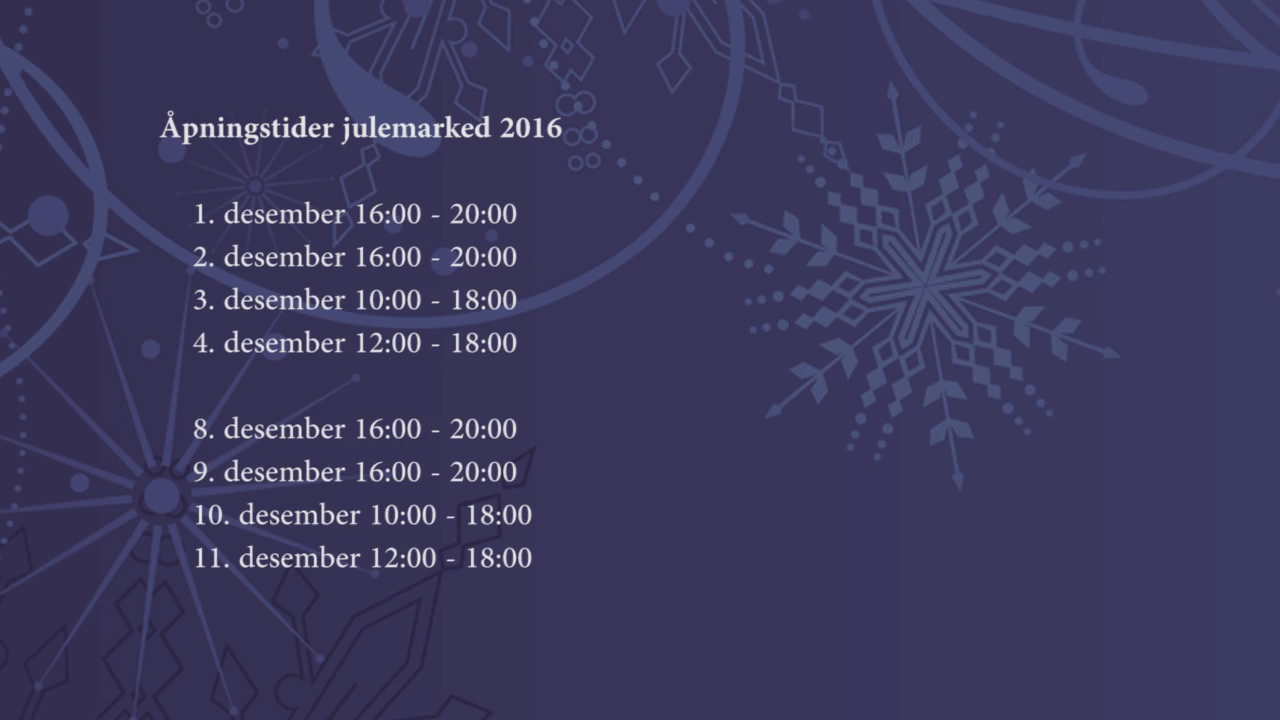 Åpningstider julemarked 2016
1. desember 16:00 - 20:00
2. desember 16:00 - 20:00
3. desember 10:00 - 18:00
4. desember 12:00 - 18:00
8. desember 16:00 - 20:00
9. desember 16:00 - 20:00
10. desember 10:00 - 18:00
11. desember 12:00 - 18:00